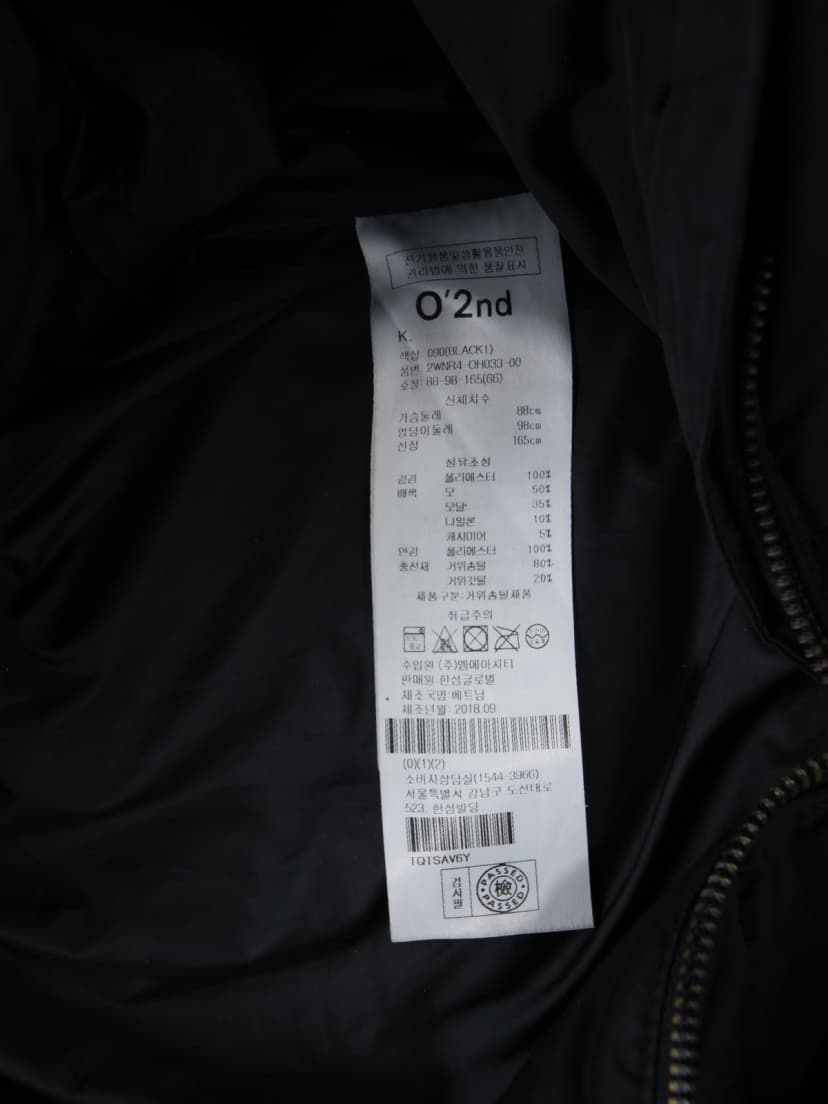 전기용품및생활용품안전
관리법에 의한 품질표시
O'2nd
K.
색상: 090(BLACK1)
품번: 2WNR4-OH033-00
호칭: 88-98-165(66)
신체치수
가슴둘레 88cm
엉덩이둘레 98cm
신장 165cm
섬유조성
겉감 폴리에스터 100%
배색 모 50%
모달 35%
나일론 10%
캐시미어 5%
안감 폴리에스터 100%
충전재 거위솜털 80%
거위깃털 20%
제품구분:거위솜털제품
취급주의
수입원 (주)엠에이시티
판매원 한섬글로벌
제조국명:베트남
제조년월: 2018.09
(0)(1)(2)
소비자상담실(1544-3966)
서울특별시 강남구 도산대로
523. 한섬빌딩
IQISAV6Y
검사필
PASSED
檢
PASSED